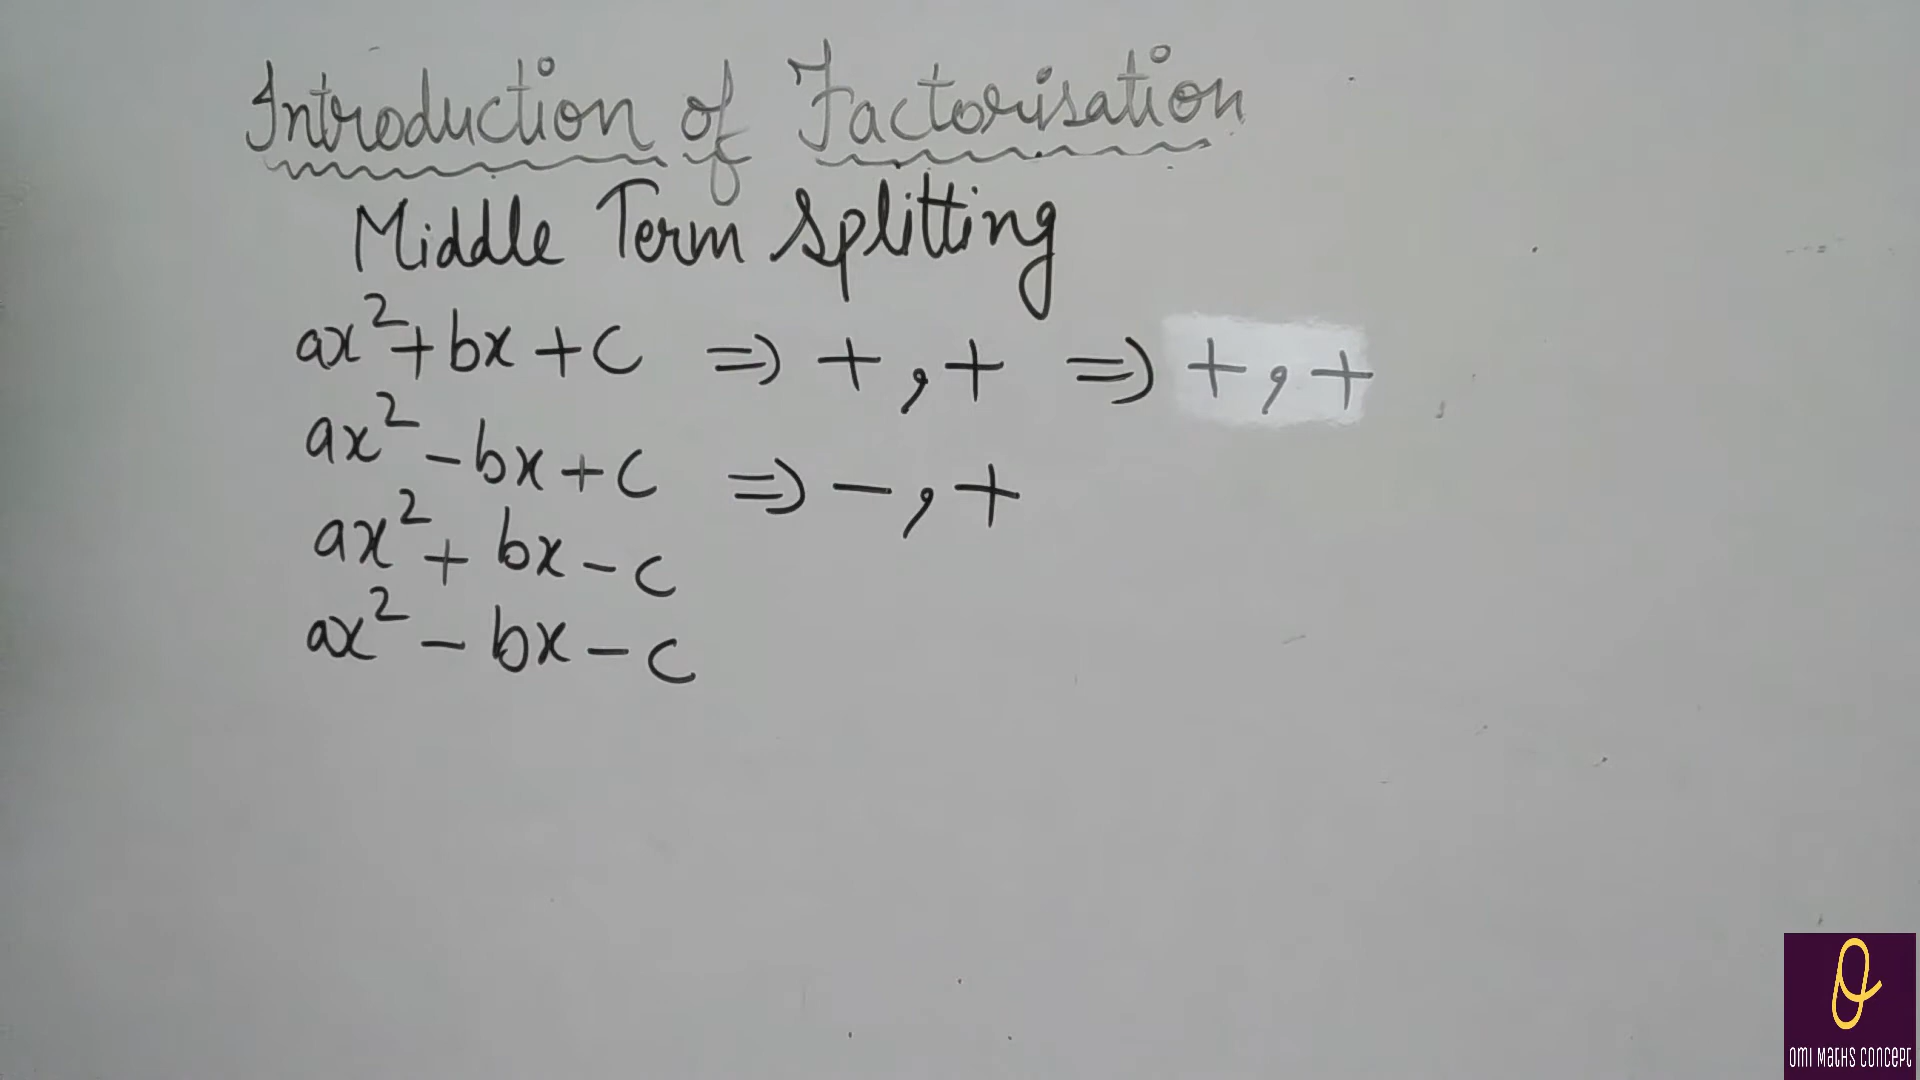 Introduction of Factorisation
Middle Term Splitting
ax²+bx+c ⇒ +,+ ⇒ +,+
ax²-bx+c ⇒ -,+
ax²+bx-c
ax²-bx-c
OMI MATHS CONCEPT